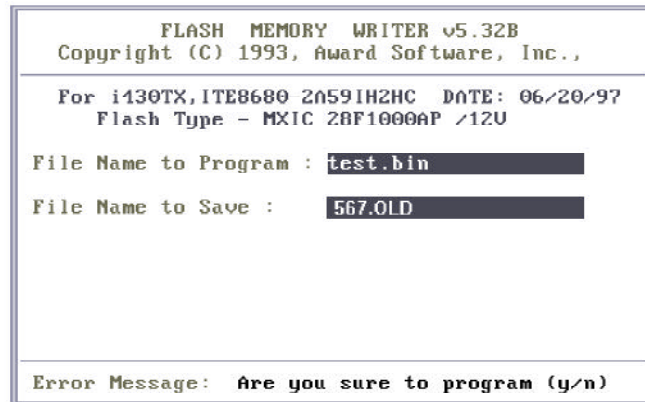 FLASH MEMORY WRITER v5.32B
Copyright (C) 1993, Award Software, Inc.,
For i430TX,ITE8680 2A59IH2HC DATE: 06/20/97
Flash Type - MXIC 28F1000AP /12V
File Name to Program : test.bin
File Name to Save : 567.OLD
Error Message: Are you sure to program (y/n)